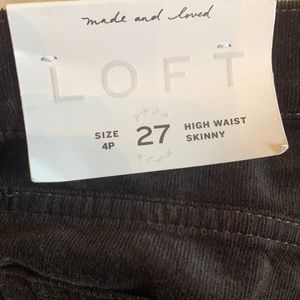 made and loved
LOFT
SIZE 4P 27 HIGH WAIST SKINNY